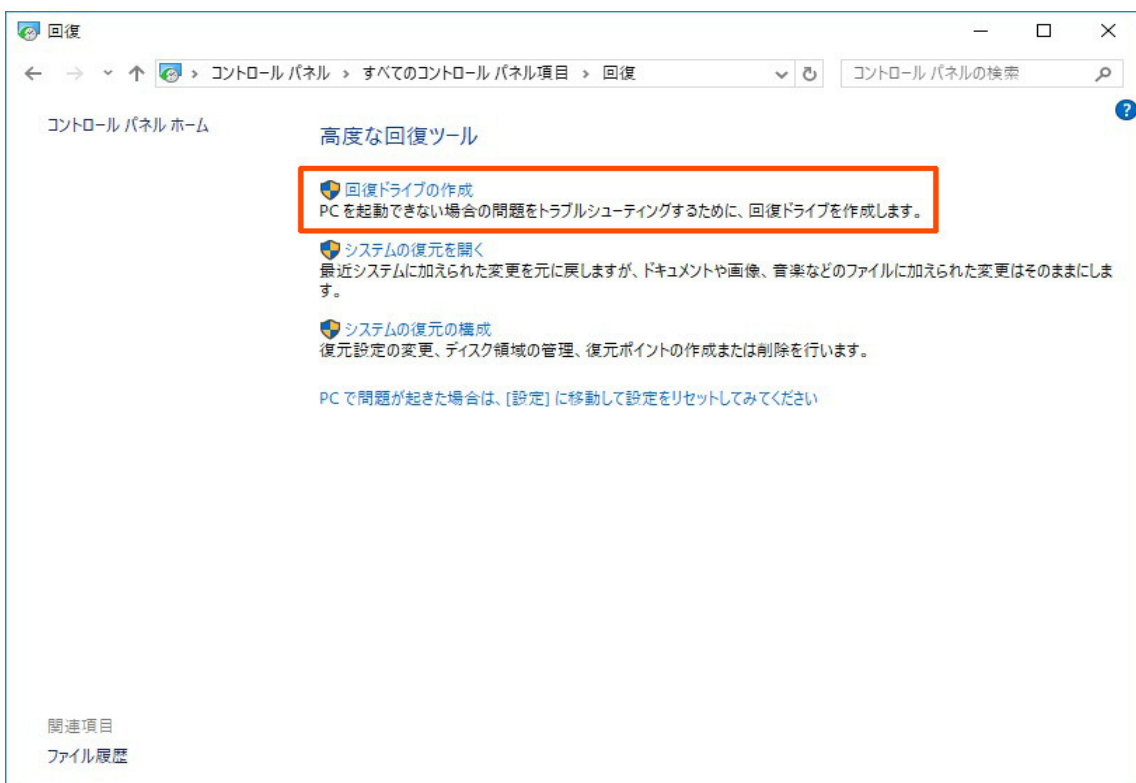 回復
コントロール パネル › すべてのコントロール パネル項目 › 回復
コントロール パネルの検索
コントロール パネル ホーム
高度な回復ツール
回復ドライブの作成
PC を起動できない場合の問題をトラブルシューティングするために、回復ドライブを作成します。
システムの復元を開く
最近システムに加えられた変更を元に戻しますが、ドキュメントや画像、音楽などのファイルに加えられた変更はそのままにしま
す。
システムの復元の構成
復元設定の変更、ディスク領域の管理、復元ポイントの作成または削除を行います。
PC で問題が起きた場合は、[設定] に移動して設定をリセットしてみてください
関連項目
ファイル履歴